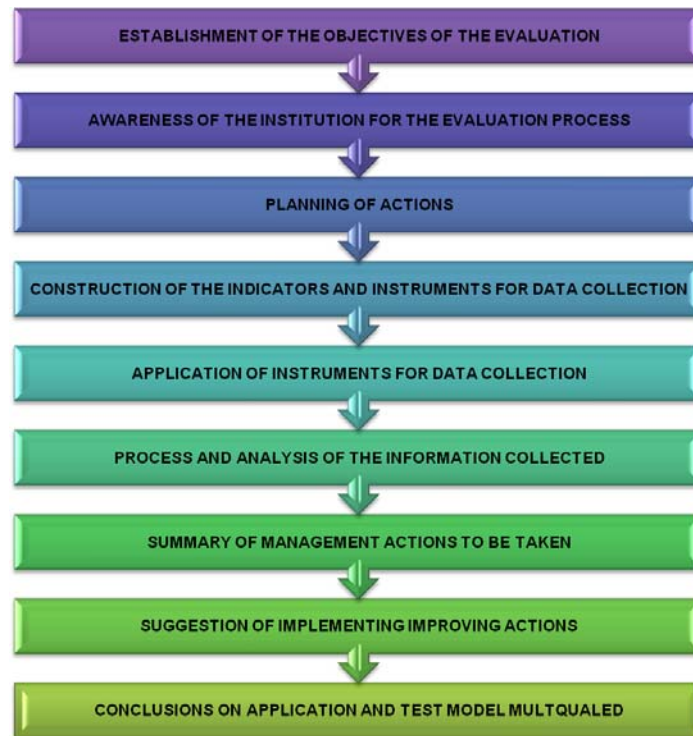 ESTABLISHMENT OF THE OBJECTIVES OF THE EVALUATION
AWARENESS OF THE INSTITUTION FOR THE EVALUATION PROCESS
PLANNING OF ACTIONS
CONSTRUCTION OF THE INDICATORS AND INSTRUMENTS FOR DATA COLLECTION
APPLICATION OF INSTRUMENTS FOR DATA COLLECTION
PROCESS AND ANALYSIS OF THE INFORMATION COLLECTED
SUMMARY OF MANAGEMENT ACTIONS TO BE TAKEN
SUGGESTION OF IMPLEMENTING IMPROVING ACTIONS
CONCLUSIONS ON APPLICATION AND TEST MODEL MULTQUALED